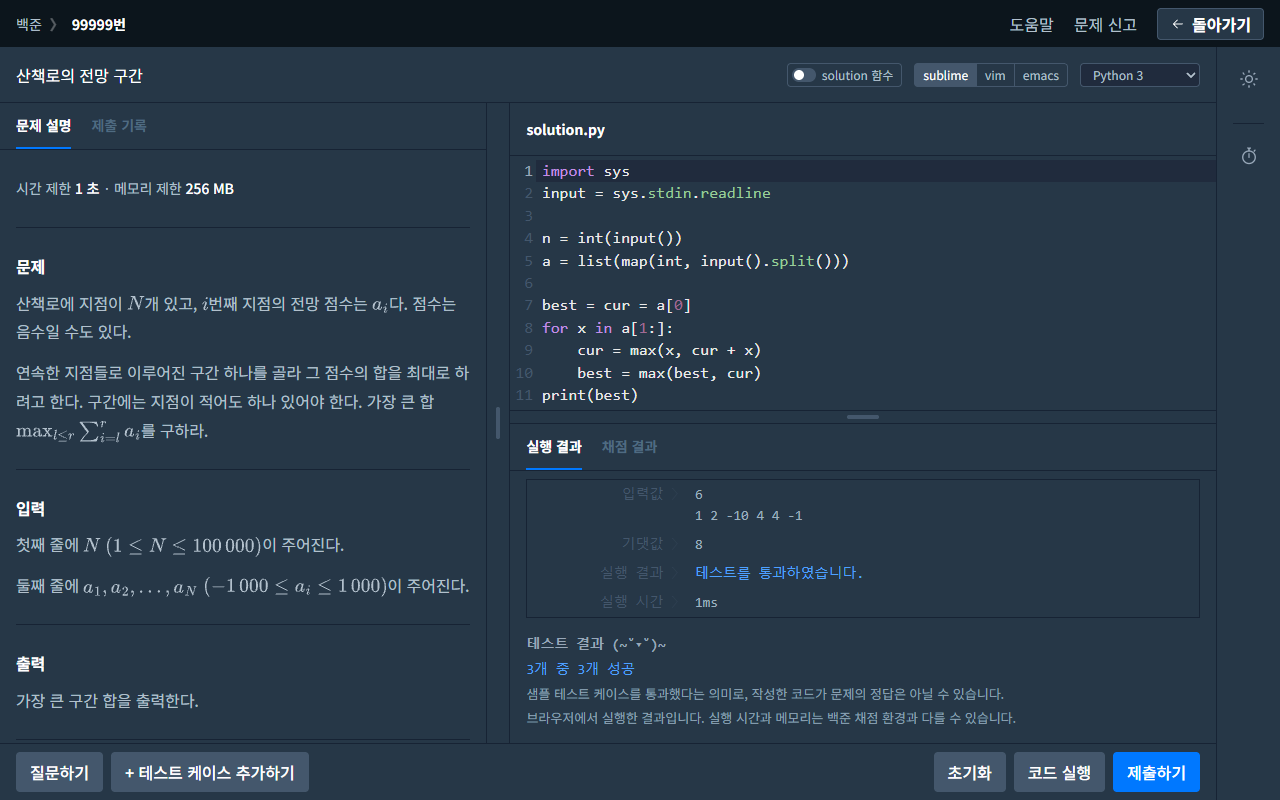 백준 〉 99999번
도움말 문제 신고 ← 돌아가기
산책로의 전망 구간
solution 함수 sublime vim emacs Python 3
문제 설명 제출 기록
시간 제한 1 초 · 메모리 제한 256 MB
문제
산책로에 지점이 N개 있고, i번째 지점의 전망 점수는 a_i다. 점수는
음수일 수도 있다.
연속한 지점들로 이루어진 구간 하나를 골라 그 점수의 합을 최대로 하
려고 한다. 구간에는 지점이 적어도 하나 있어야 한다. 가장 큰 합
max_{l≤r} ∑_{i=l}^{r} a_i를 구하라.
입력
첫째 줄에 N (1 ≤ N ≤ 100 000)이 주어진다.
둘째 줄에 a_1, a_2, …, a_N (−1 000 ≤ a_i ≤ 1 000)이 주어진다.
출력
가장 큰 구간 합을 출력한다.
solution.py
1 import sys
2 input = sys.stdin.readline
3
4 n = int(input())
5 a = list(map(int, input().split()))
6
7 best = cur = a[0]
8 for x in a[1:]:
9     cur = max(x, cur + x)
10     best = max(best, cur)
11 print(best)
실행 결과 채점 결과
입력값 〉 6
1 2 -10 4 4 -1
기댓값 〉 8
실행 결과 〉 테스트를 통과하였습니다.
실행 시간 〉 1ms
테스트 결과 (~˘▾˘)~
3개 중 3개 성공
샘플 테스트 케이스를 통과했다는 의미로, 작성한 코드가 문제의 정답은 아닐 수 있습니다.
브라우저에서 실행한 결과입니다. 실행 시간과 메모리는 백준 채점 환경과 다를 수 있습니다.
질문하기 + 테스트 케이스 추가하기 초기화 코드 실행 제출하기